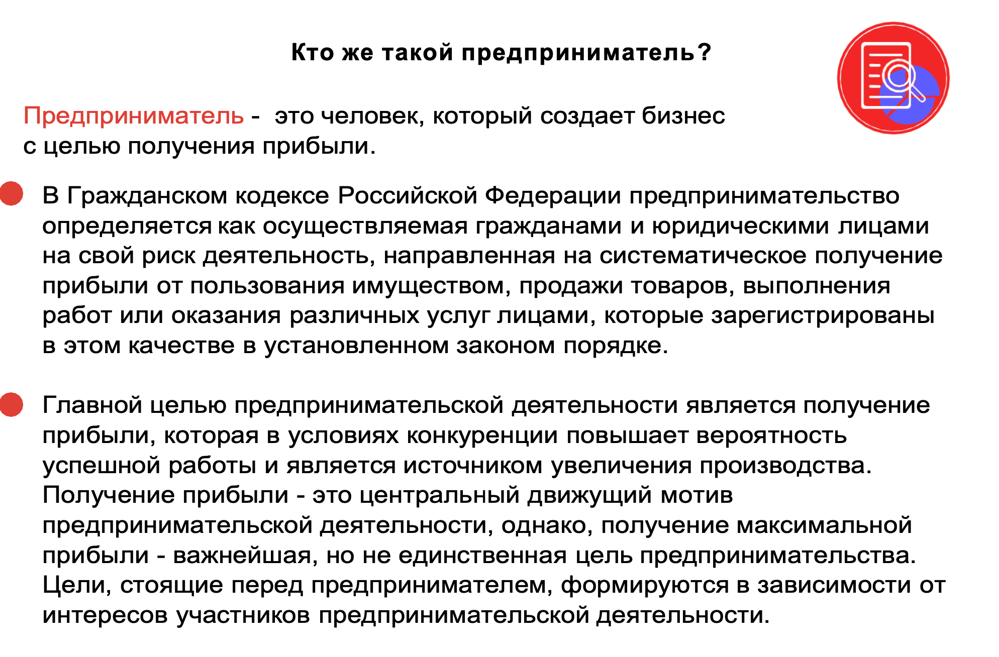 Кто же такой предприниматель?
Предприниматель - это человек, который создает бизнес
с целью получения прибыли.
В Гражданском кодексе Российской Федерации предпринимательство
определяется как осуществляемая гражданами и юридическими лицами
на свой риск деятельность, направленная на систематическое получение
прибыли от пользования имуществом, продажи товаров, выполнения
работ или оказания различных услуг лицами, которые зарегистрированы
в этом качестве в установленном законом порядке.
Главной целью предпринимательской деятельности является получение
прибыли, которая в условиях конкуренции повышает вероятность
успешной работы и является источником увеличения производства.
Получение прибыли - это центральный движущий мотив
предпринимательской деятельности, однако, получение максимальной
прибыли - важнейшая, но не единственная цель предпринимательства.
Цели, стоящие перед предпринимателем, формируются в зависимости от
интересов участников предпринимательской деятельности.